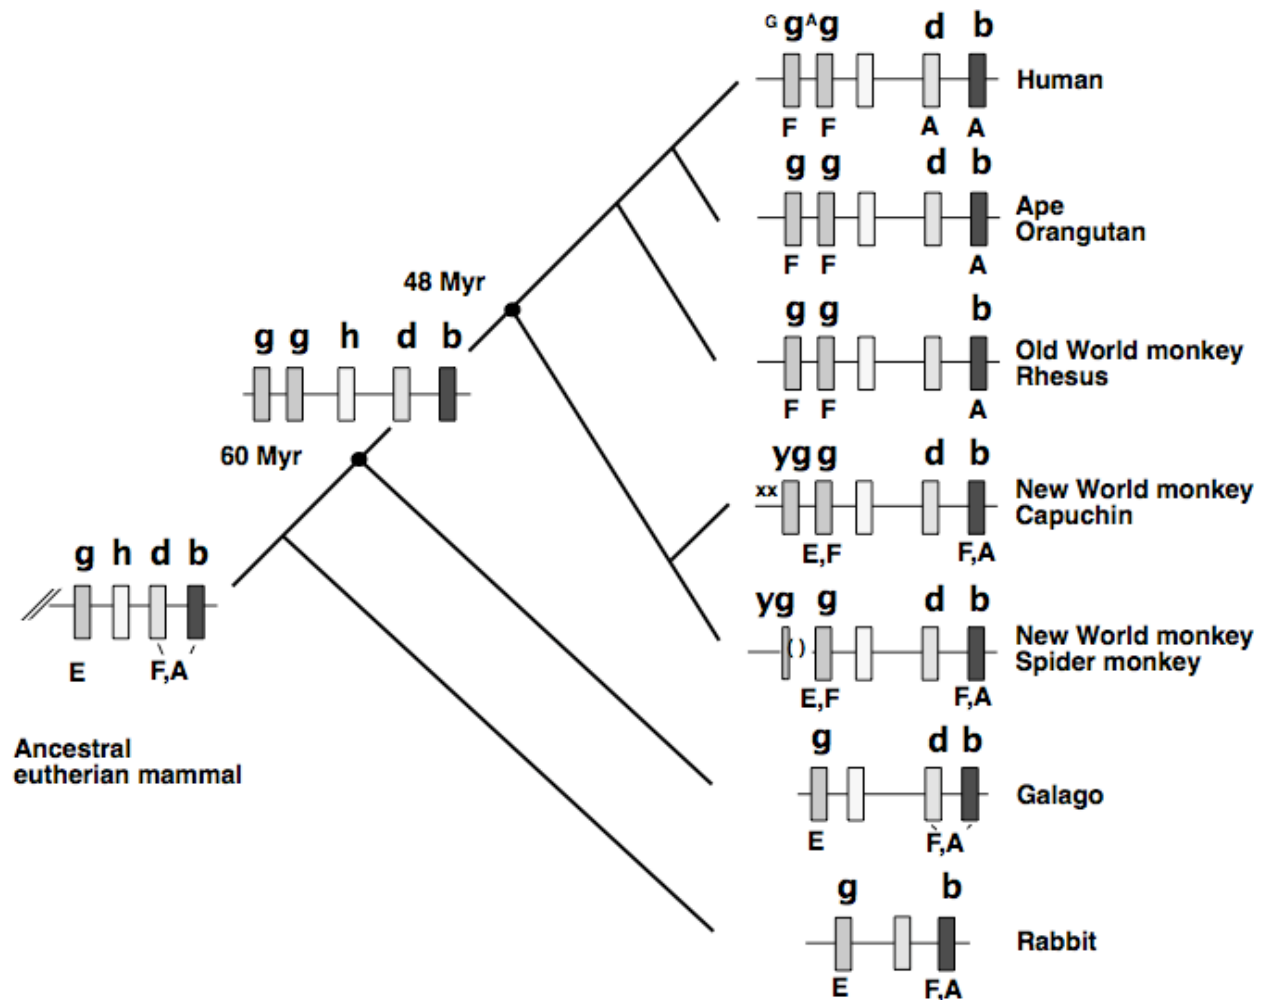 G g A g d b
Human
F F A A
g g d b
Ape
Orangutan
F F A
g g b
Old World monkey
Rhesus
F F A
48 Myr
g g h d b
60 Myr
yg g d b
xx
New World monkey
Capuchin
E,F F,A
g h d b
E F,A
Ancestral
eutherian mammal
yg g d b
( )
New World monkey
Spider monkey
E,F F,A
g d b
Galago
E F,A
g b
Rabbit
E F,A